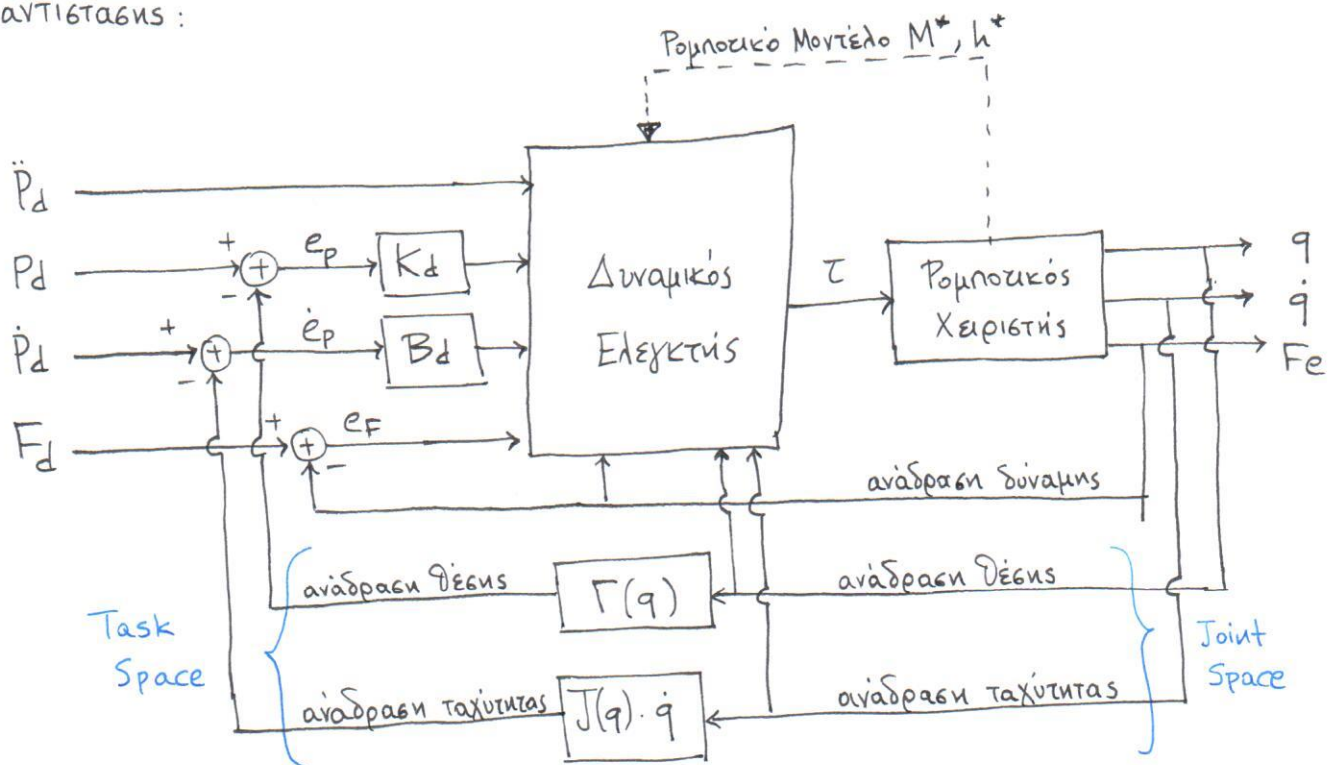 αντίστασης :
Ρομποτικό Μοντέλο M*, h*
P̈d
Pd
+
-
+
ep
Kd
Ṗd
+
-
+
ėp
Bd
Fd
+
+
-
eF
Δυναμικός
Ελεγκτής
τ
Ρομποτικός
Χειριστής
q
q̇
Fe
ανάδραση δύναμης
ανάδραση θέσης
Γ(q)
ανάδραση θέσης
Task
Space
Joint
Space
ανάδραση ταχύτητας
J(q)·q̇
ανάδραση ταχύτητας